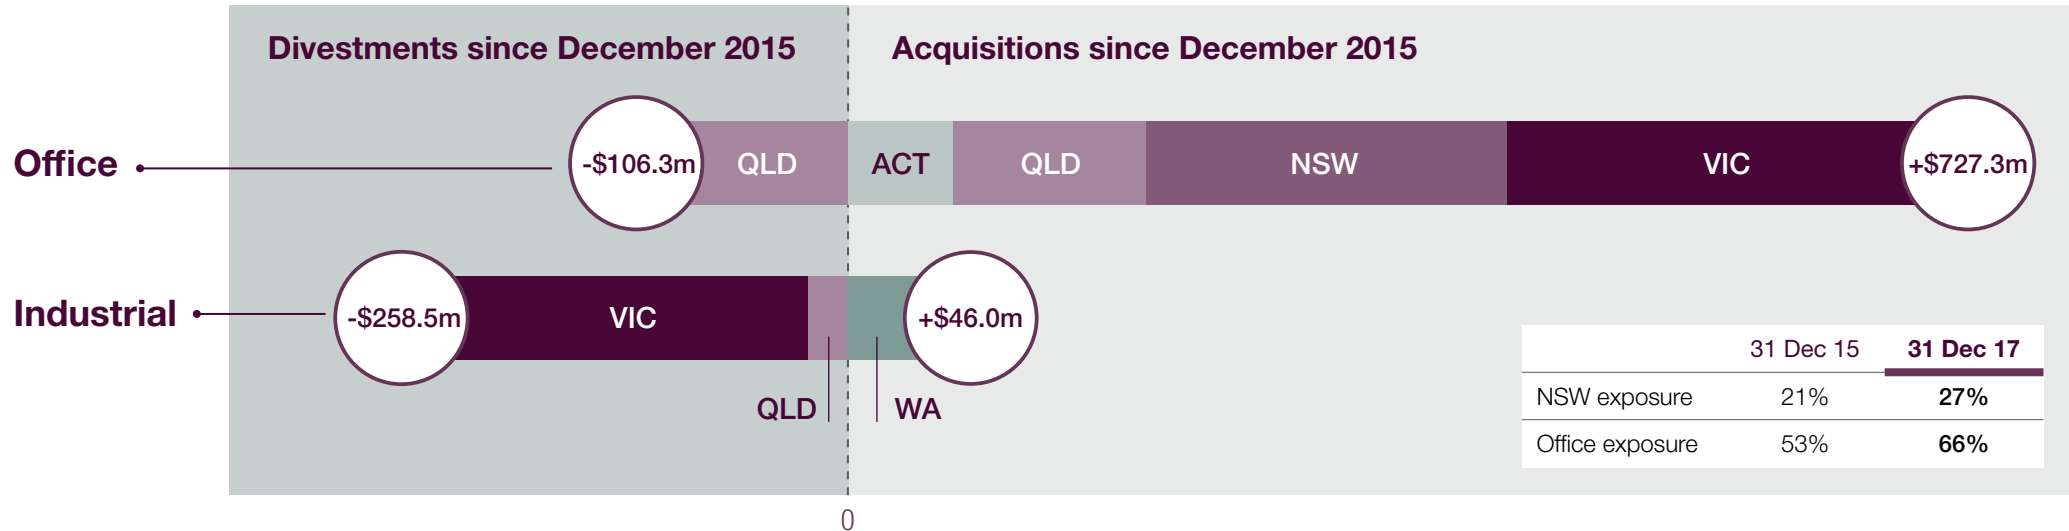 Divestments since December 2015
Acquisitions since December 2015
Office
-$106.3m
QLD
ACT
QLD
NSW
VIC
+$727.3m
Industrial
-$258.5m
VIC
+$46.0m
QLD
WA
31 Dec 15 31 Dec 17
NSW exposure 21% 27%
Office exposure 53% 66%
0